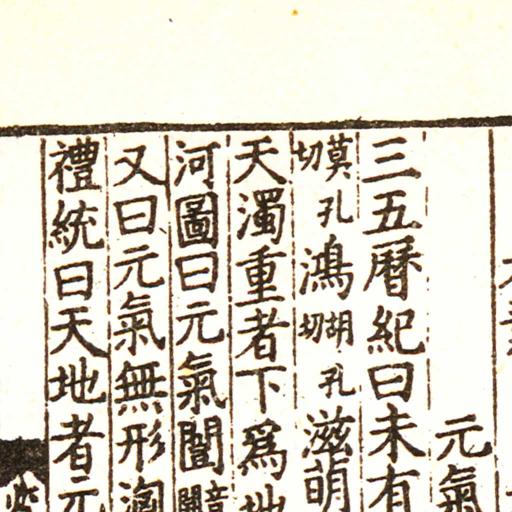 元氣
三五曆紀曰未有
莫孔切鴻胡孔切滋萌
天濁重者下爲地
河圖曰元氣闓
又曰元氣無形
禮統曰天地者元